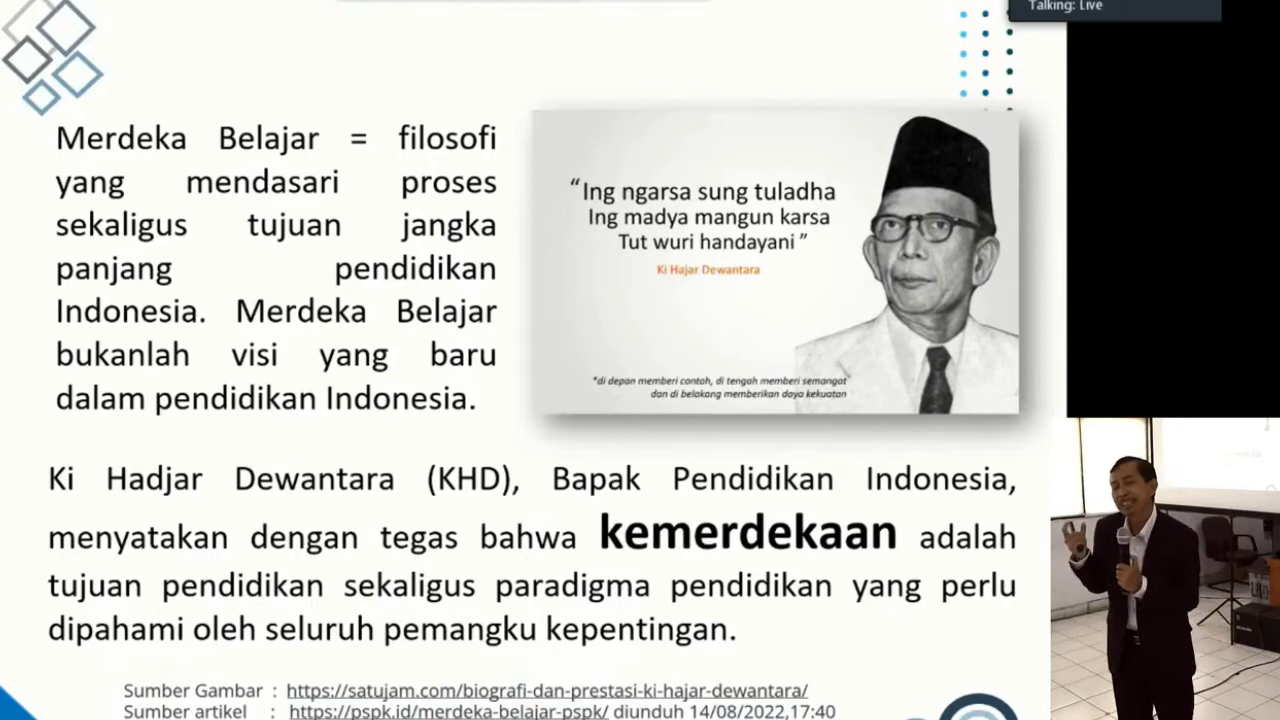 Talking: Live
Merdeka Belajar = filosofi
yang mendasari proses
sekaligus tujuan jangka
panjang pendidikan
Indonesia. Merdeka Belajar
bukanlah visi yang baru
dalam pendidikan Indonesia.
“Ing ngarsa sung tuladha
Ing madya mangun karsa
Tut wuri handayani”
Ki Hajar Dewantara
*di depan memberi contoh, di tengah memberi semangat
dan di belakang memberikan daya kekuatan
Ki Hadjar Dewantara (KHD), Bapak Pendidikan Indonesia,
menyatakan dengan tegas bahwa kemerdekaan adalah
tujuan pendidikan sekaligus paradigma pendidikan yang perlu
dipahami oleh seluruh pemangku kepentingan.
Sumber Gambar : https://satujam.com/biografi-dan-prestasi-ki-hajar-dewantara/
Sumber artikel : https://pspk.id/merdeka-belajar-pspk/ diunduh 14/08/2022,17:40